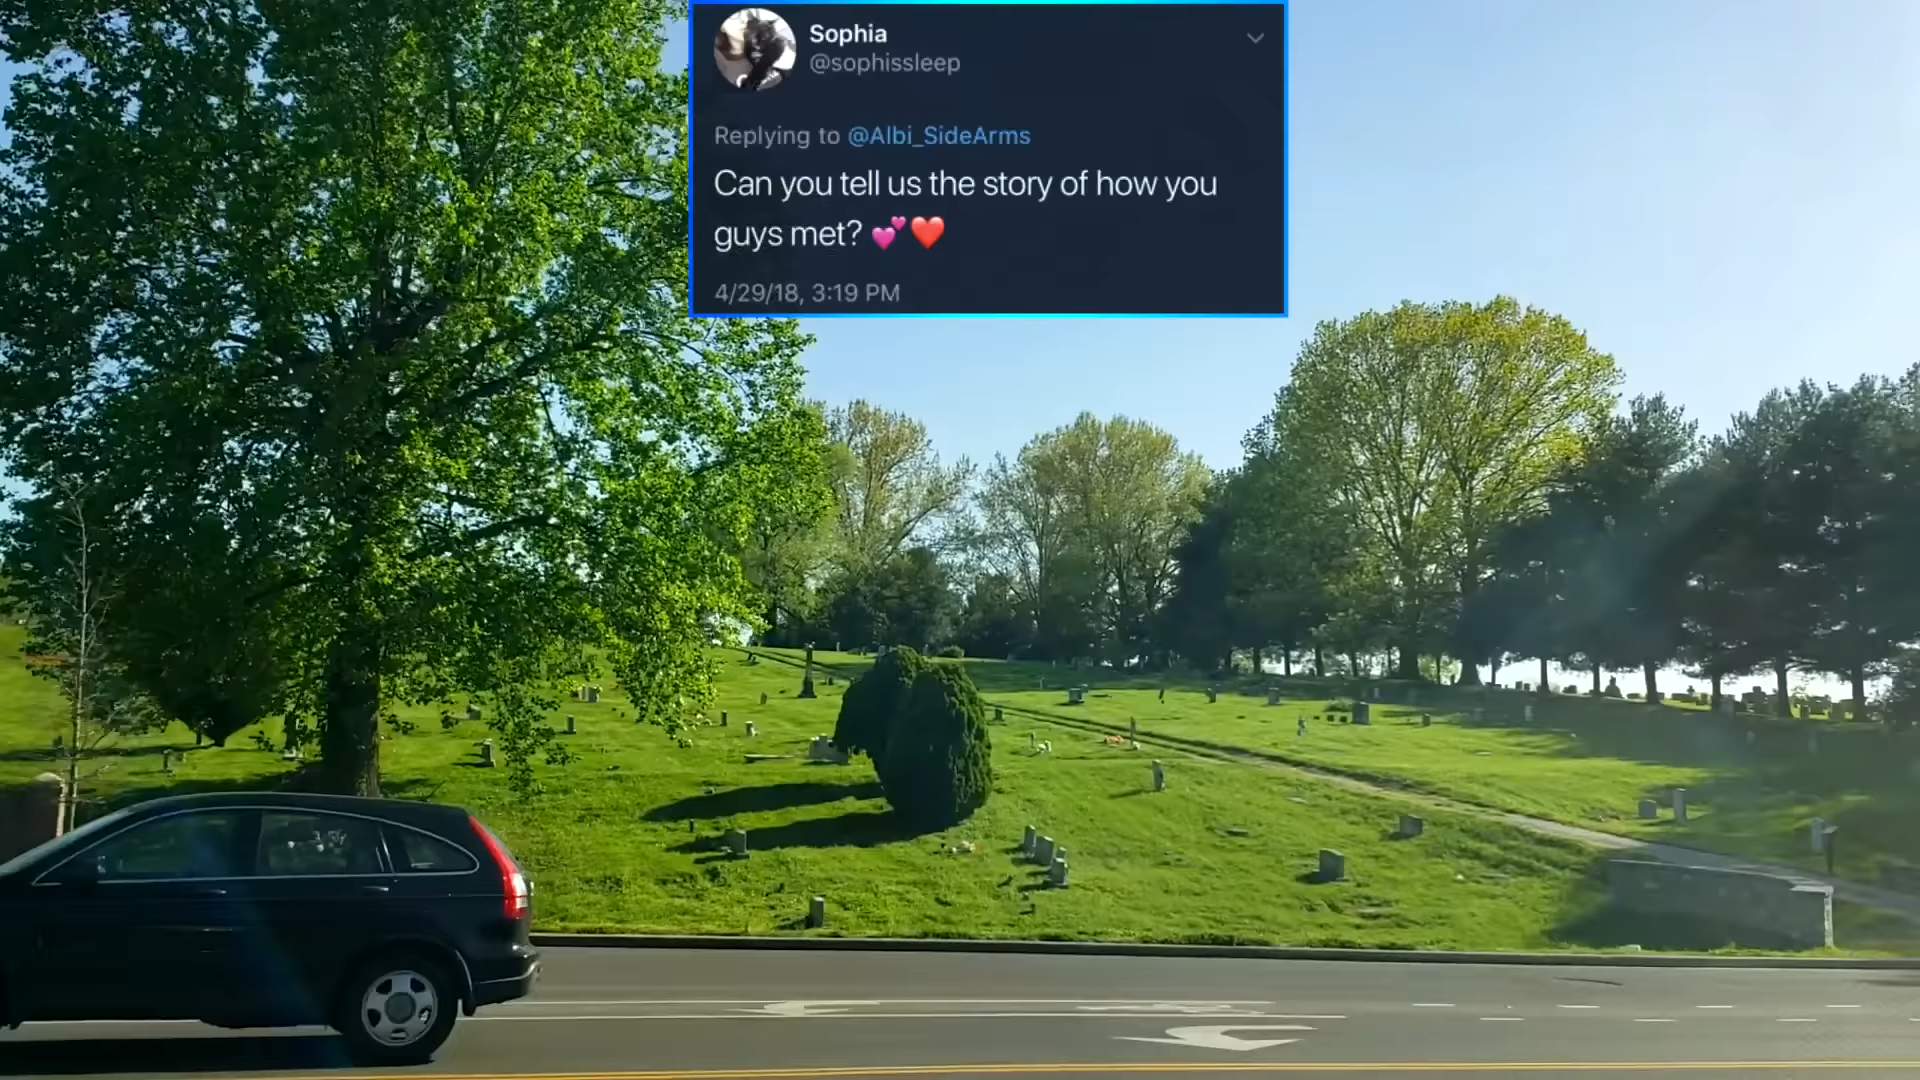 Sophia
@sophissleep
Replying to @Albi_SideArms
Can you tell us the story of how you
guys met? 💕❤️
4/29/18, 3:19 PM